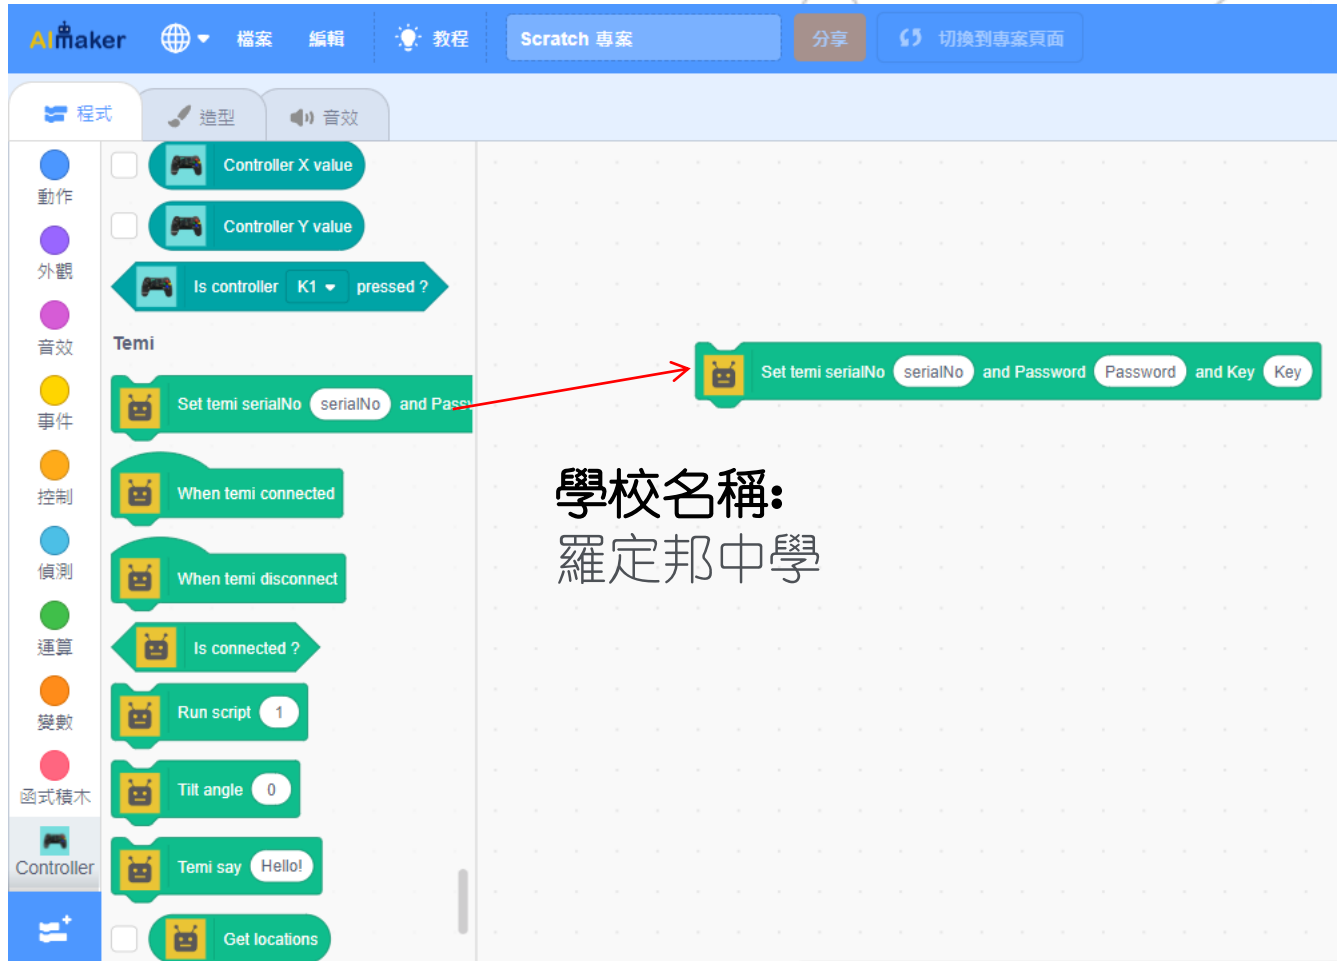 AImaker 檔案 編輯 教程 Scratch 專案 分享 切換到專案頁面
程式 造型 音效
動作
外觀
音效
事件
控制
偵測
運算
變數
函式積木
Controller
Controller X value
Controller Y value
Is controller K1 pressed ?
Temi
Set temi serialNo serialNo and Passw
When temi connected
When temi disconnect
Is connected ?
Run script 1
Tilt angle 0
Temi say Hello!
Get locations
Set temi serialNo serialNo and Password Password and Key Key
學校名稱:
羅定邦中學